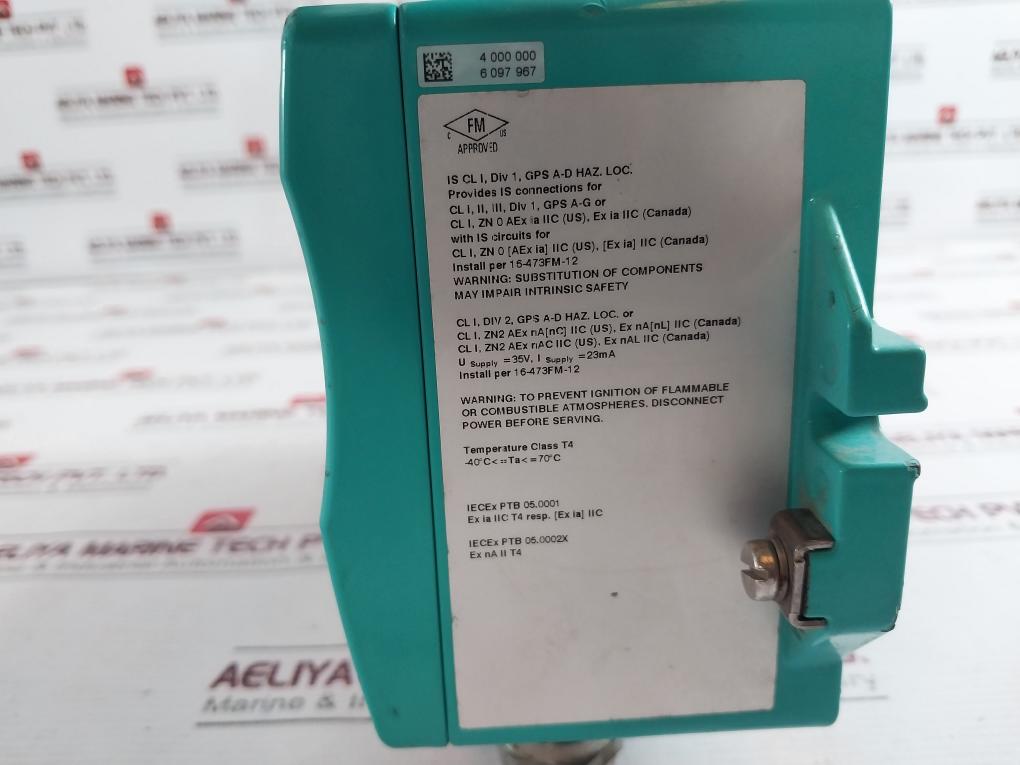 4 000 000
6 097 967
FM
C US
APPROVED
IS CL I, Div 1, GPS A-D HAZ. LOC.
Provides IS connections for
CL I, II, III, Div 1, GPS A-G or
CL I, ZN 0 AEx ia IIC (US), Ex ia IIC (Canada)
with IS circuits for
CL I, ZN 0 [AEx ia] IIC (US), [Ex ia] IIC (Canada)
Install per 16-473FM-12
WARNING: SUBSTITUTION OF COMPONENTS
MAY IMPAIR INTRINSIC SAFETY
CL I, DIV 2, GPS A-D HAZ. LOC. or
CL I, ZN2 AEx nA[nC] IIC (US), Ex nA[nL] IIC (Canada)
CL I, ZN2 AEx nAC IIC (US), Ex nAL IIC (Canada)
U Supply =35V, I Supply =23mA
Install per 16-473FM-12
WARNING: TO PREVENT IGNITION OF FLAMMABLE
OR COMBUSTIBLE ATMOSPHERES. DISCONNECT
POWER BEFORE SERVING.
Temperature Class T4
-40°C<=Ta<=70°C
IECEx PTB 05.0001
Ex ia IIC T4 resp. [Ex ia] IIC
IECEx PTB 05.0002X
Ex nA II T4
AELIYA MARINE TECH PVT. LTD
AELIYA
Marine &